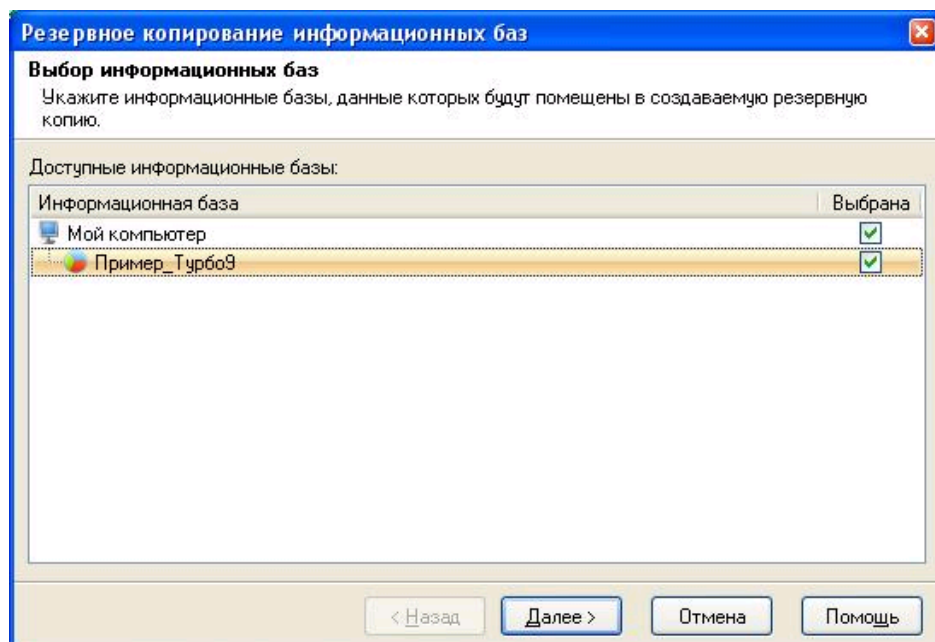 Резервное копирование информационных баз
Выбор информационных баз
Укажите информационные базы, данные которых будут помещены в создаваемую резервную
копию.
Доступные информационные базы:
Информационная база Выбрана
Мой компьютер
Пример_Турбо9
< Назад Далее > Отмена Помощь